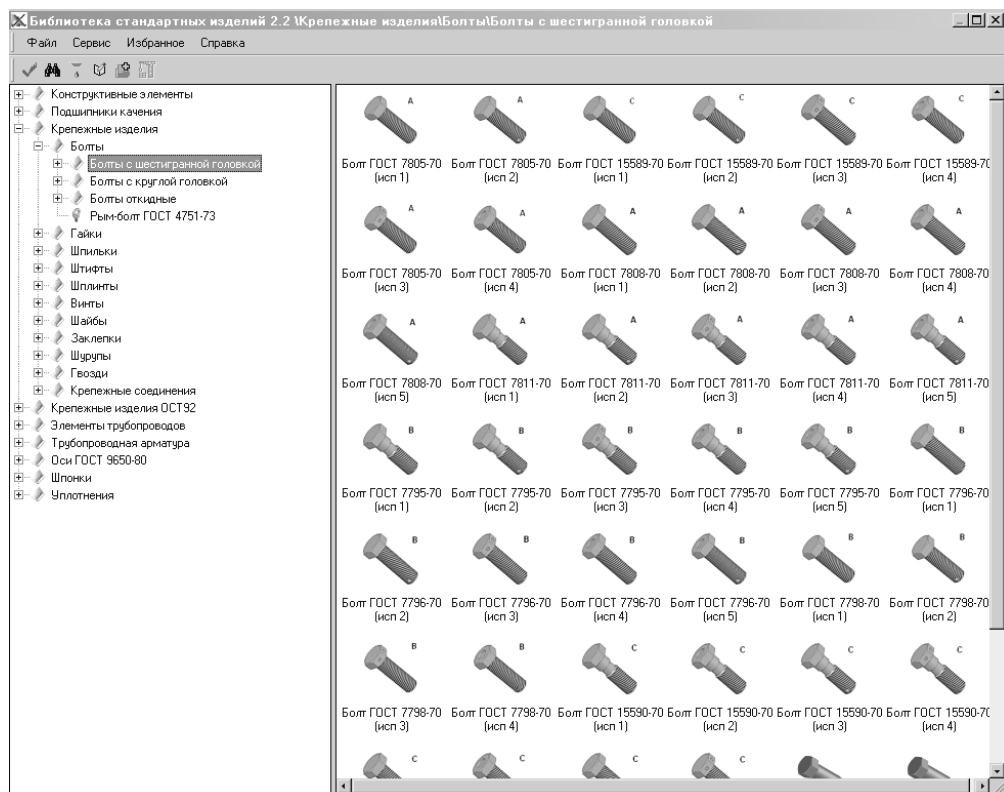 Библиотека стандартных изделий 2.2 \Крепежные изделия\Болты\Болты с шестигранной головкой
Файл Сервис Избранное Справка
Конструктивные элементы
Подшипники качения
Крепежные изделия
Болты
Болты с шестигранной головкой
Болты с круглой головкой
Болты откидные
Рым-болт ГОСТ 4751-73
Гайки
Шпильки
Штифты
Шплинты
Винты
Шайбы
Заклепки
Шурупы
Гвозди
Крепежные соединения
Крепежные изделия ОСТ92
Элементы трубопроводов
Трубопроводная арматура
Оси ГОСТ 9650-80
Шпонки
Уплотнения
A A C C C C
Болт ГОСТ 7805-70 Болт ГОСТ 7805-70 Болт ГОСТ 15589-70 Болт ГОСТ 15589-70 Болт ГОСТ 15589-70 Болт ГОСТ 15589-70
(исп 1) (исп 2) (исп 1) (исп 2) (исп 3) (исп 4)
A A A A A A
Болт ГОСТ 7805-70 Болт ГОСТ 7805-70 Болт ГОСТ 7808-70 Болт ГОСТ 7808-70 Болт ГОСТ 7808-70 Болт ГОСТ 7808-70
(исп 3) (исп 4) (исп 1) (исп 2) (исп 3) (исп 4)
A A A A A A
Болт ГОСТ 7808-70 Болт ГОСТ 7811-70 Болт ГОСТ 7811-70 Болт ГОСТ 7811-70 Болт ГОСТ 7811-70 Болт ГОСТ 7811-70
(исп 5) (исп 1) (исп 2) (исп 3) (исп 4) (исп 5)
B B B B B B
Болт ГОСТ 7795-70 Болт ГОСТ 7795-70 Болт ГОСТ 7795-70 Болт ГОСТ 7795-70 Болт ГОСТ 7795-70 Болт ГОСТ 7796-70
(исп 1) (исп 2) (исп 3) (исп 4) (исп 5) (исп 1)
B B B B B B
Болт ГОСТ 7796-70 Болт ГОСТ 7796-70 Болт ГОСТ 7796-70 Болт ГОСТ 7796-70 Болт ГОСТ 7798-70 Болт ГОСТ 7798-70
(исп 2) (исп 3) (исп 4) (исп 5) (исп 1) (исп 2)
B B C C C C
Болт ГОСТ 7798-70 Болт ГОСТ 7798-70 Болт ГОСТ 15590-70 Болт ГОСТ 15590-70 Болт ГОСТ 15590-70 Болт ГОСТ 15590-70
(исп 3) (исп 4) (исп 1) (исп 2) (исп 3) (исп 4)
C C C C